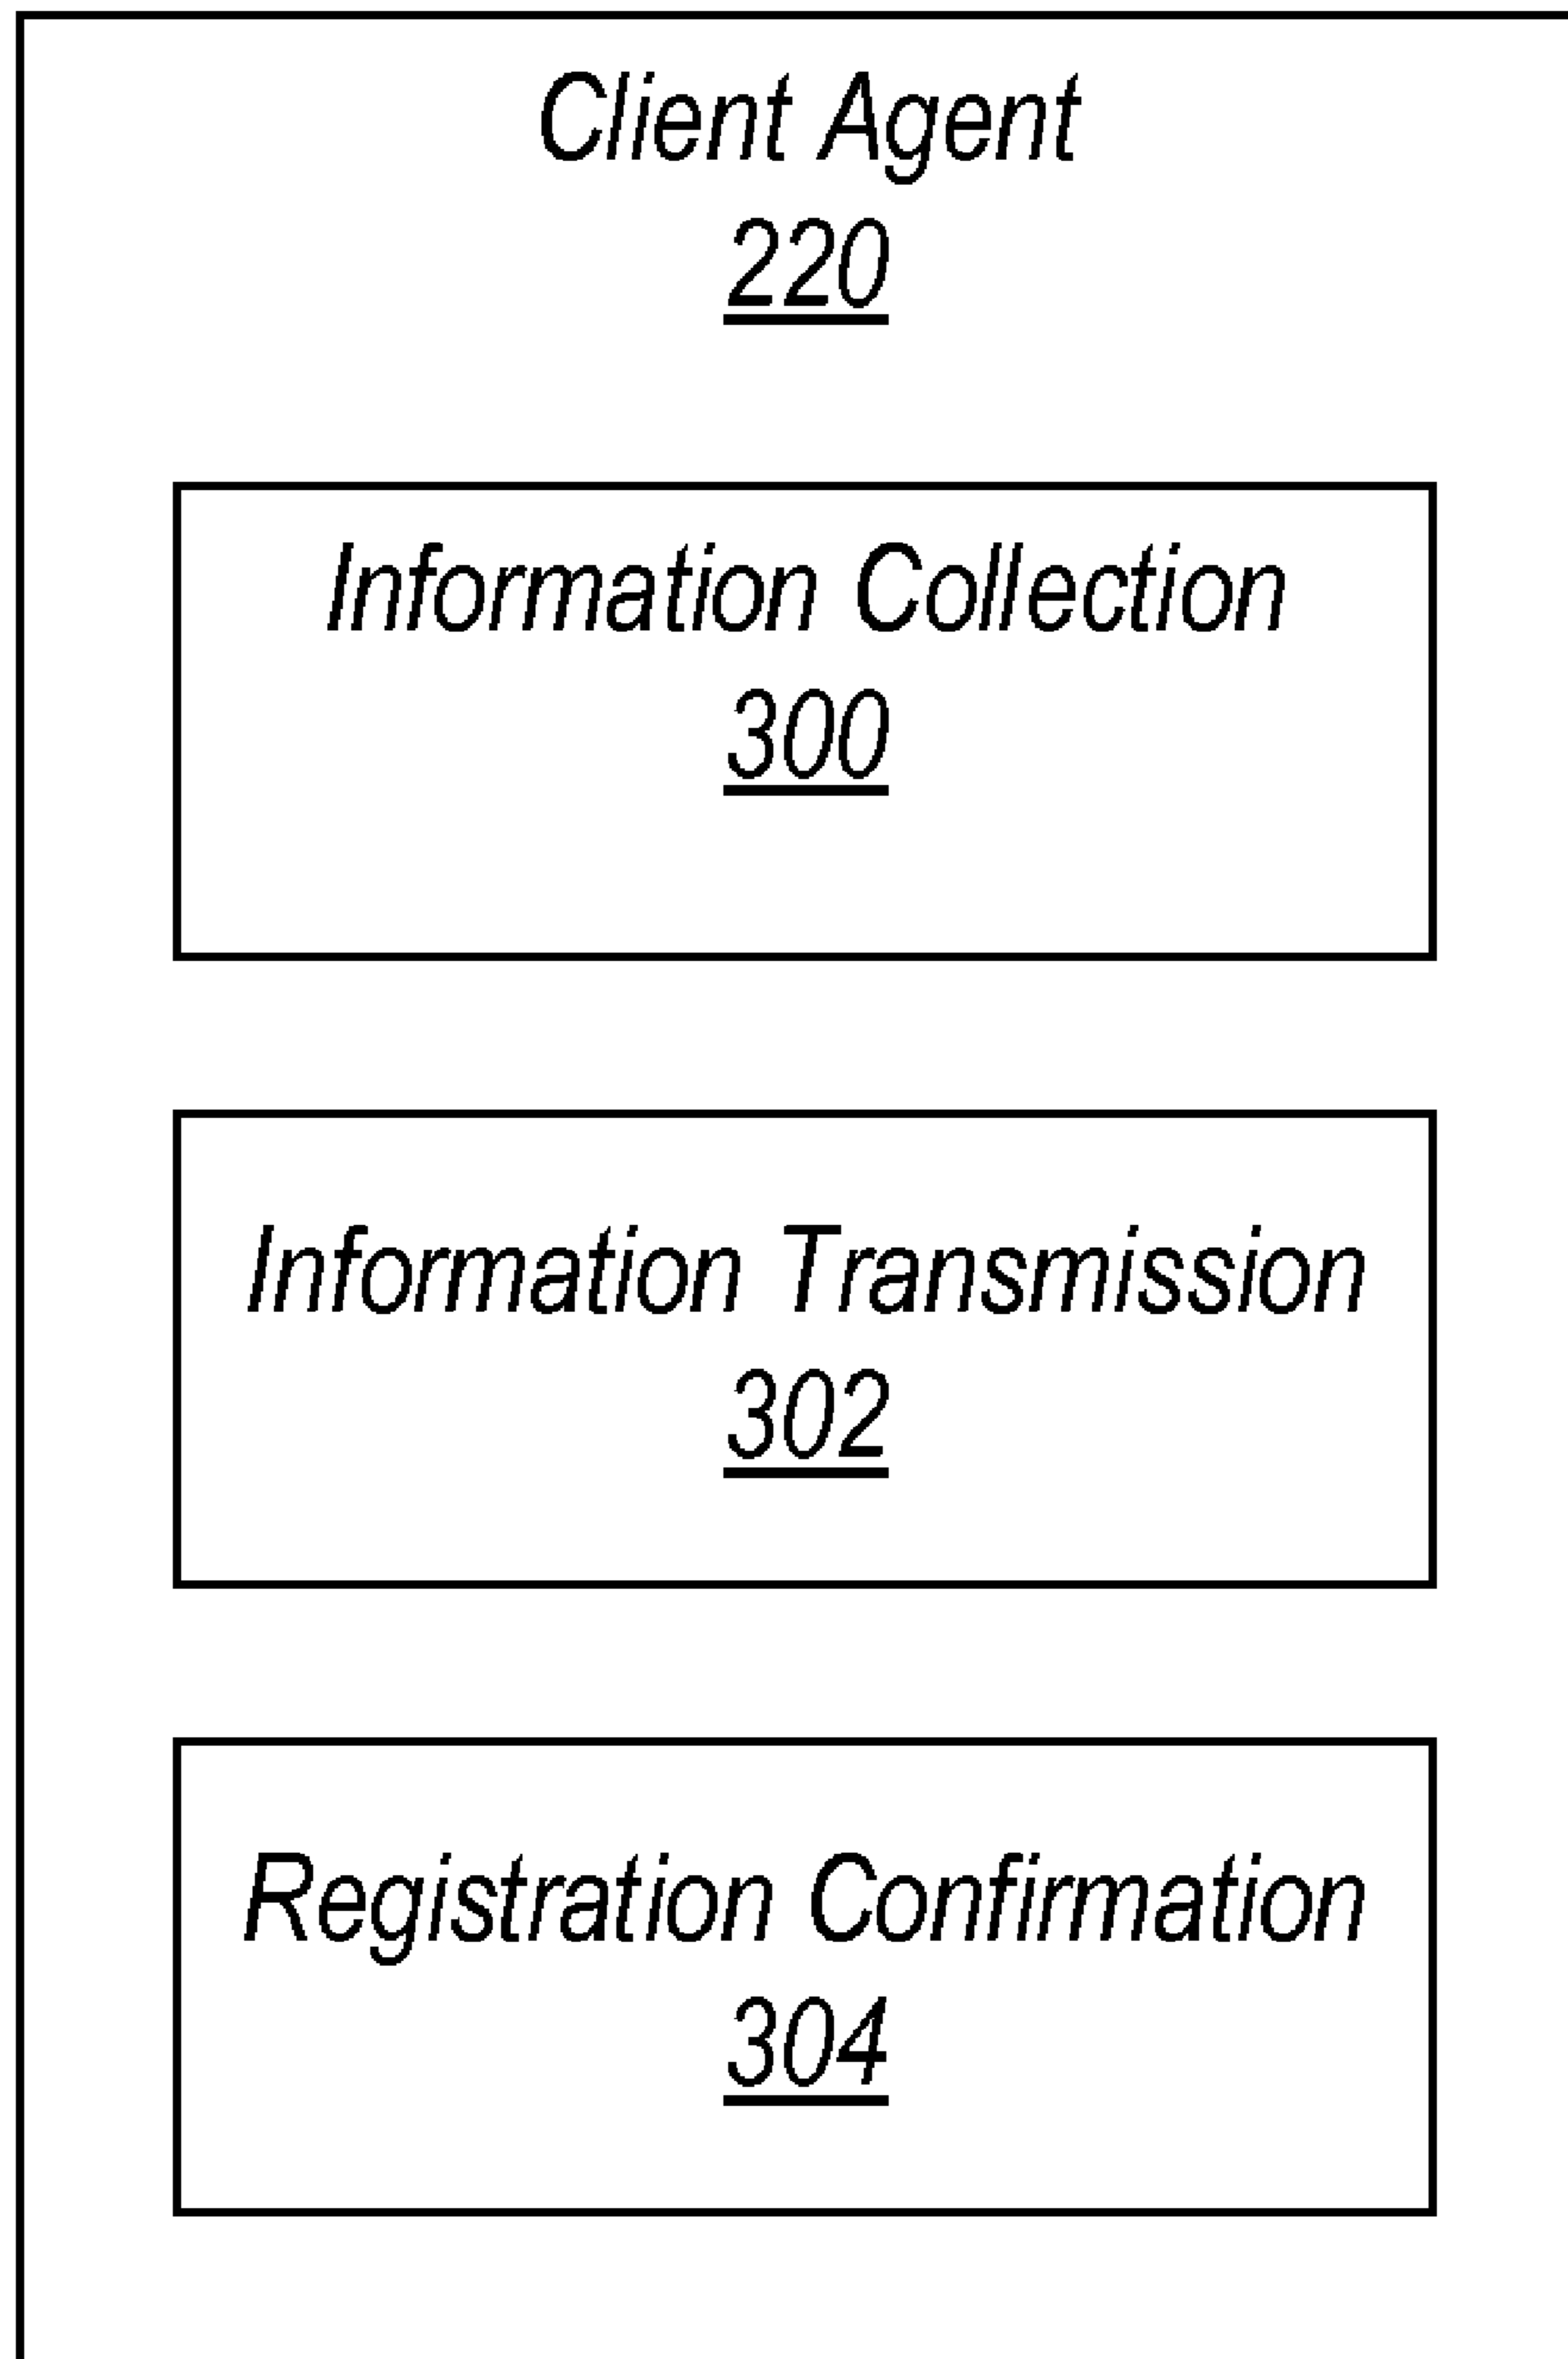 Client Agent
220
Information Collection
300
Information Transmission
302
Registration Confirmation
304